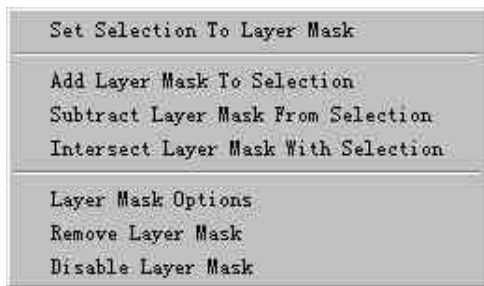 Set Selection To Layer Mask
Add Layer Mask To Selection
Subtract Layer Mask From Selection
Intersect Layer Mask With Selection
Layer Mask Options
Remove Layer Mask
Disable Layer Mask